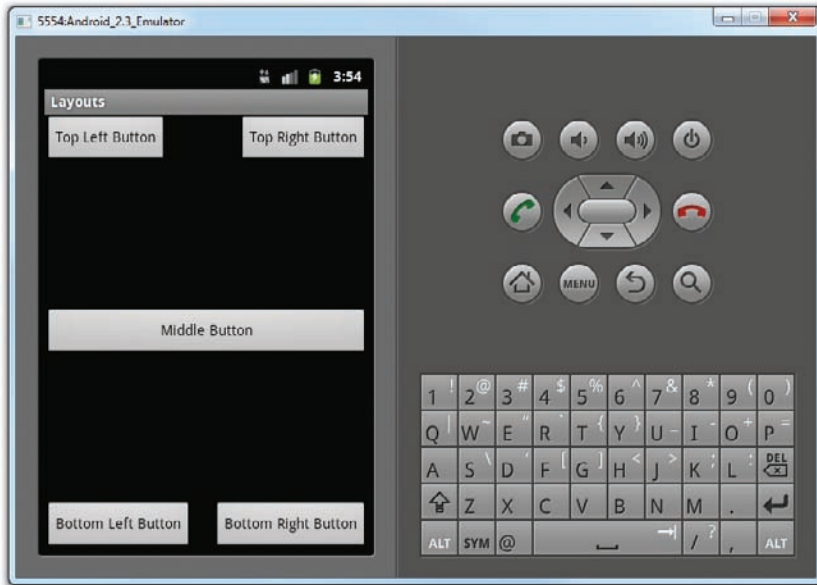 5554:Android_2.3_Emulator
3:54
Layouts
Top Left Button
Top Right Button
Middle Button
Bottom Left Button
Bottom Right Button
MENU
1 ! 2 @ 3 # 4 $ 5 % 6 ^ 7 & 8 * 9 ( 0 )
Q | W ~ E " R ` T { Y } U _ I - O + P =
A S \ D ' F [ G ] H < J > K ; L : DEL
Z X C V B N M .
ALT SYM @ / ? , ALT